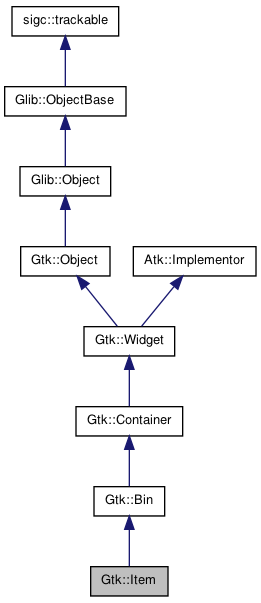 sigc::trackable
Glib::ObjectBase
Glib::Object
Gtk::Object
Atk::Implementor
Gtk::Widget
Gtk::Container
Gtk::Bin
Gtk::Item